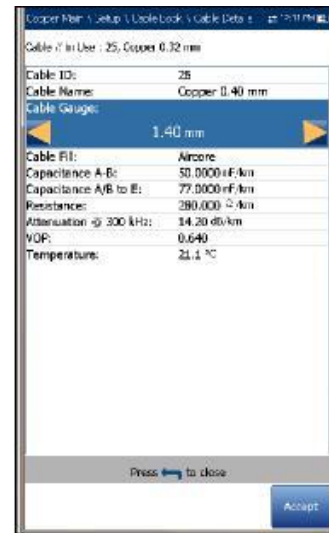 Copper Main \ Setup \ Cable Book \ Cable Details
Cable # In Use : 25, Copper 0.32 mm
Cable ID: 25
Cable Name: Copper 0.40 mm
Cable Gauge:
1.40 mm
Cable Fill: Aircore
Capacitance A-B: 50.0000 nF/km
Capacitance A/B to E: 77.0000 nF/km
Resistance: 280.000 Ω/km
Attenuation @ 300 kHz: 14.20 dB/km
VOP: 0.640
Temperature: 21.1 °C
Press to close
Accept